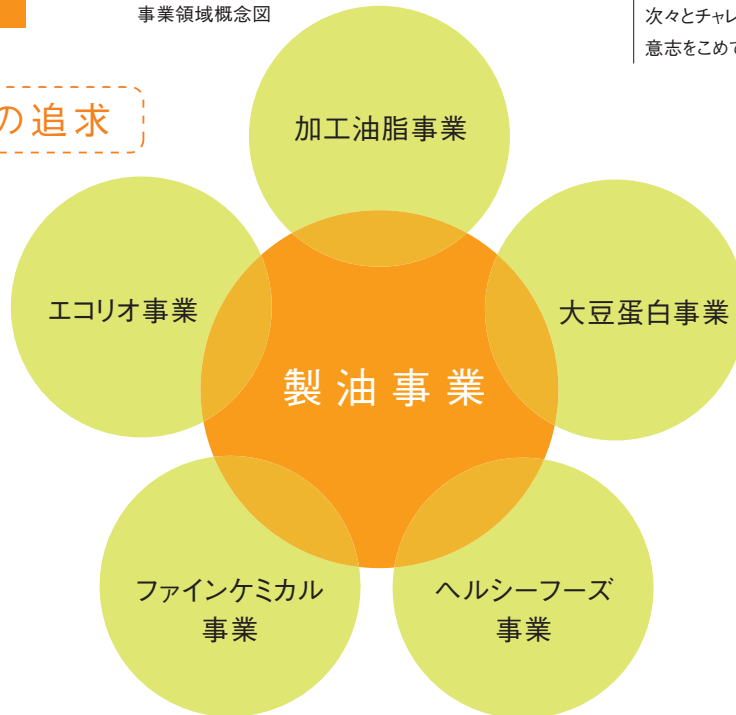 事業領域概念図
次々とチャレ
意志をこめて
の追求
加工油脂事業
エコリオ事業
大豆蛋白事業
製油事業
ファインケミカル
事業
ヘルシーフーズ
事業